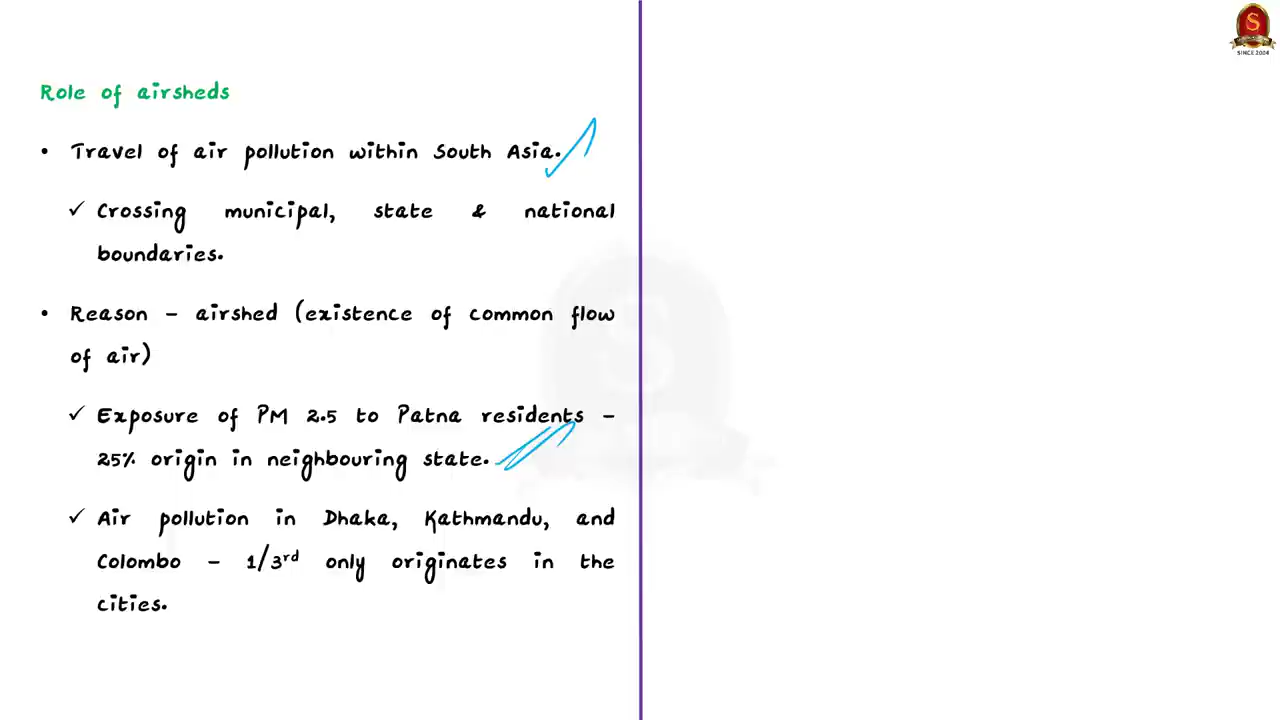 S
SINCE 2004
Role of airsheds
• Travel of air pollution within South Asia.
✓ Crossing municipal, state & national
boundaries.
• Reason – airshed (existence of common flow
of air)
✓ Exposure of PM 2.5 to Patna residents –
25% origin in neighbouring state.
✓ Air pollution in Dhaka, Kathmandu, and
Colombo – 1/3rd only originates in the
cities.